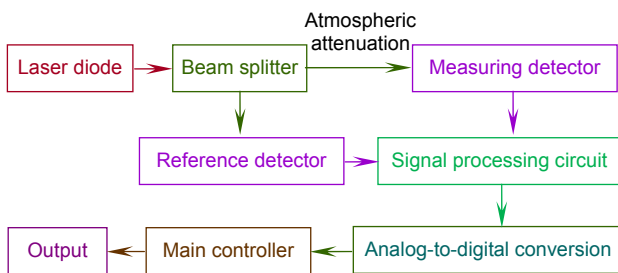 Atmospheric
attenuation
Laser diode
Beam splitter
Measuring detector
Reference detector
Signal processing circuit
Output
Main controller
Analog-to-digital conversion